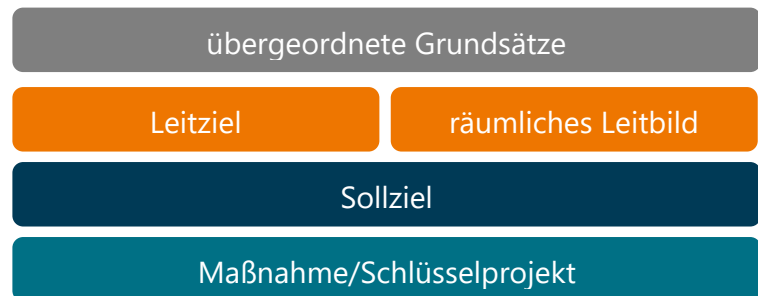 übergeordnete Grundsätze
Leitziel
räumliches Leitbild
Sollziel
Maßnahme/Schlüsselprojekt